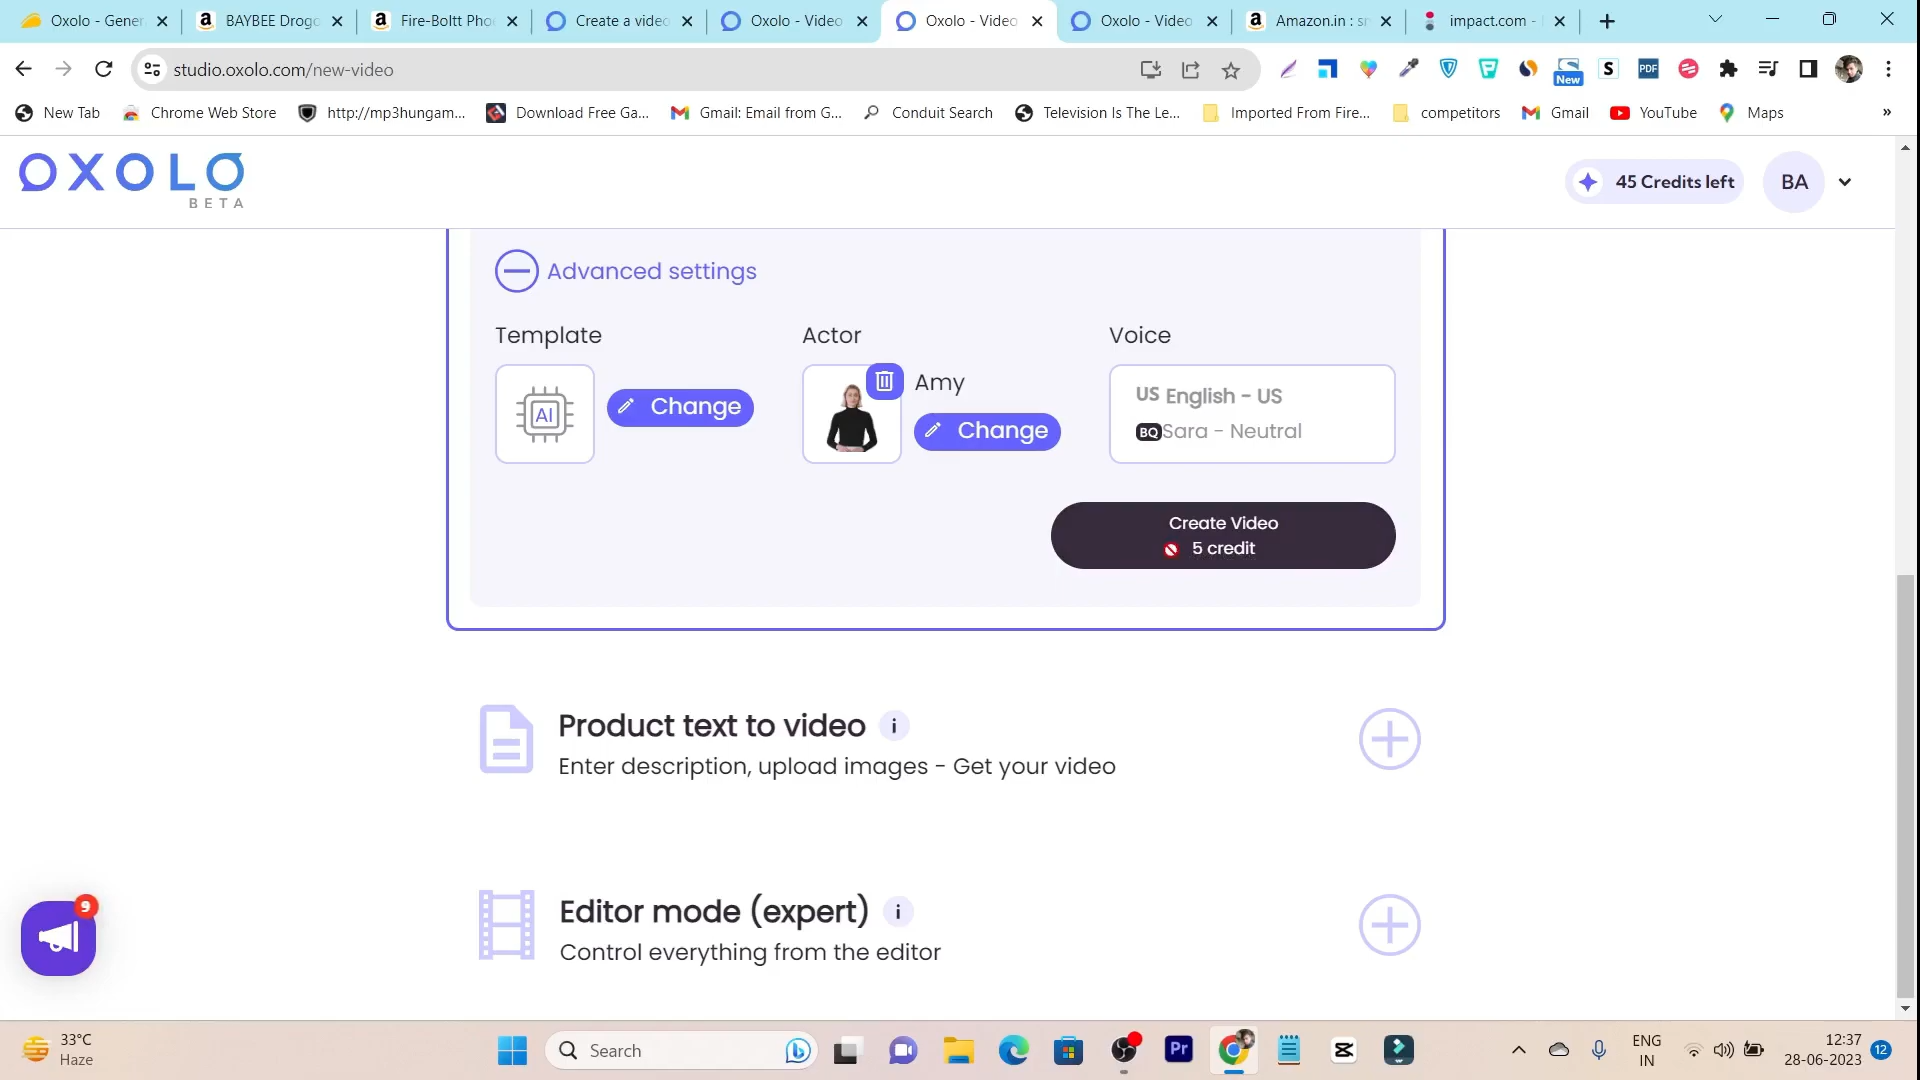 Oxolo - Gener
BAYBEE Drogo
Fire-Boltt Pho
Create a video
Oxolo - Video
Oxolo - Video
Oxolo - Video
Amazon.in : sm
impact.com -
studio.oxolo.com/new-video
New
S
PDF
New Tab
Chrome Web Store
http://mp3hungam...
Download Free Ga...
Gmail: Email from G...
Conduit Search
Television Is The Le...
Imported From Fire...
competitors
Gmail
YouTube
Maps
»
OXOLO
BETA
45 Credits left
BA
Advanced settings
Template
Actor
Voice
AI
Change
Amy
Change
US English - US
BQ Sara - Neutral
Create Video
5 credit
Product text to video i
Enter description, upload images - Get your video
Editor mode (expert) i
Control everything from the editor
9
33°C
Haze
Search
Pr
ENG
IN
12:37
28-06-2023
12